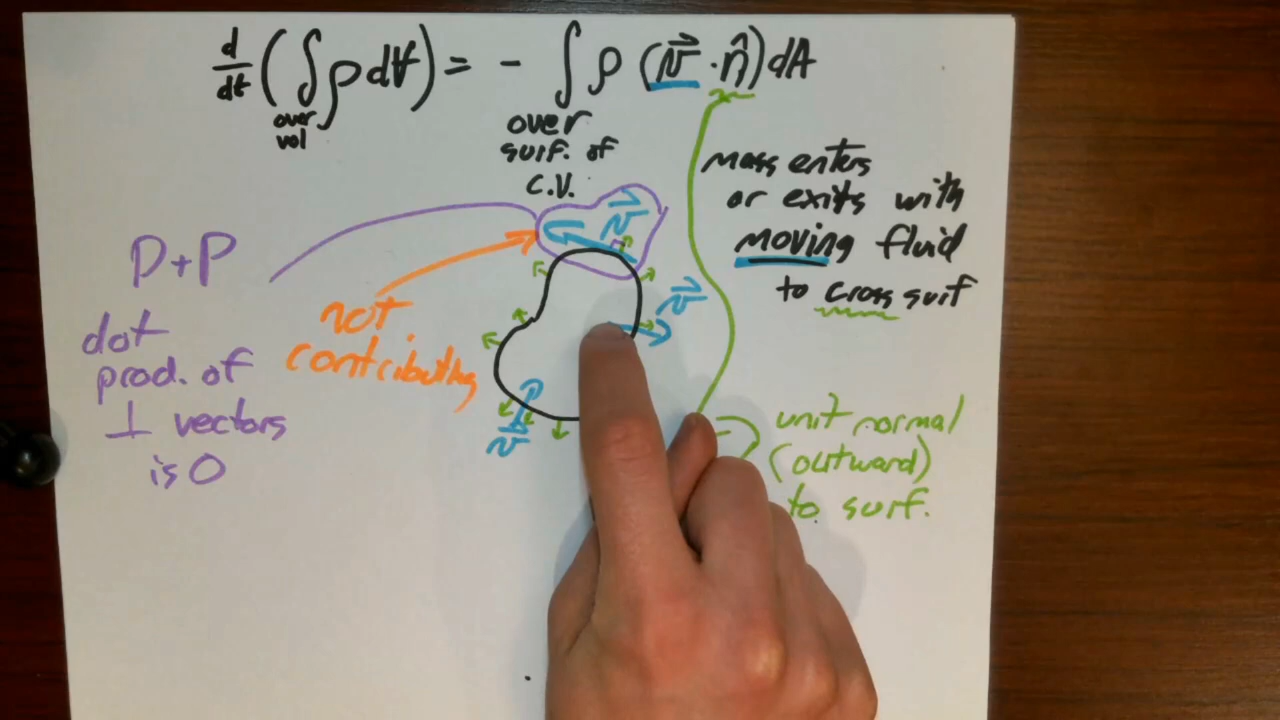 d/dt (∫ρdV) = - ∫ρ (v⃗ · n̂)dA
over vol
over
surf. of
C.V.
mass enters
or exits with
moving fluid
to cross surf
P+P
dot
prod. of
⊥ vectors
is 0
not
contributing
v⃗
v⃗
v⃗
unit normal
(outward)
to surf.